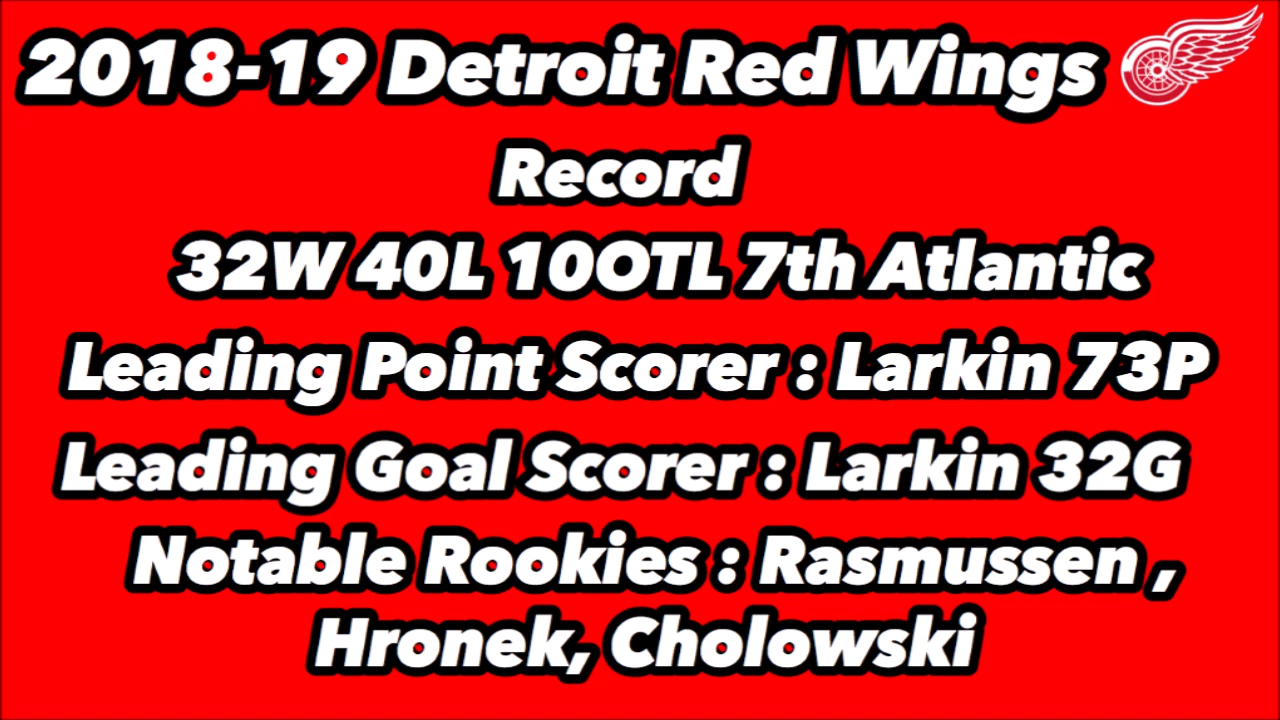 2018-19 Detroit Red Wings
Record
32W 40L 10OTL 7th Atlantic
Leading Point Scorer : Larkin 73P
Leading Goal Scorer : Larkin 32G
Notable Rookies : Rasmussen ,
Hronek, Cholowski